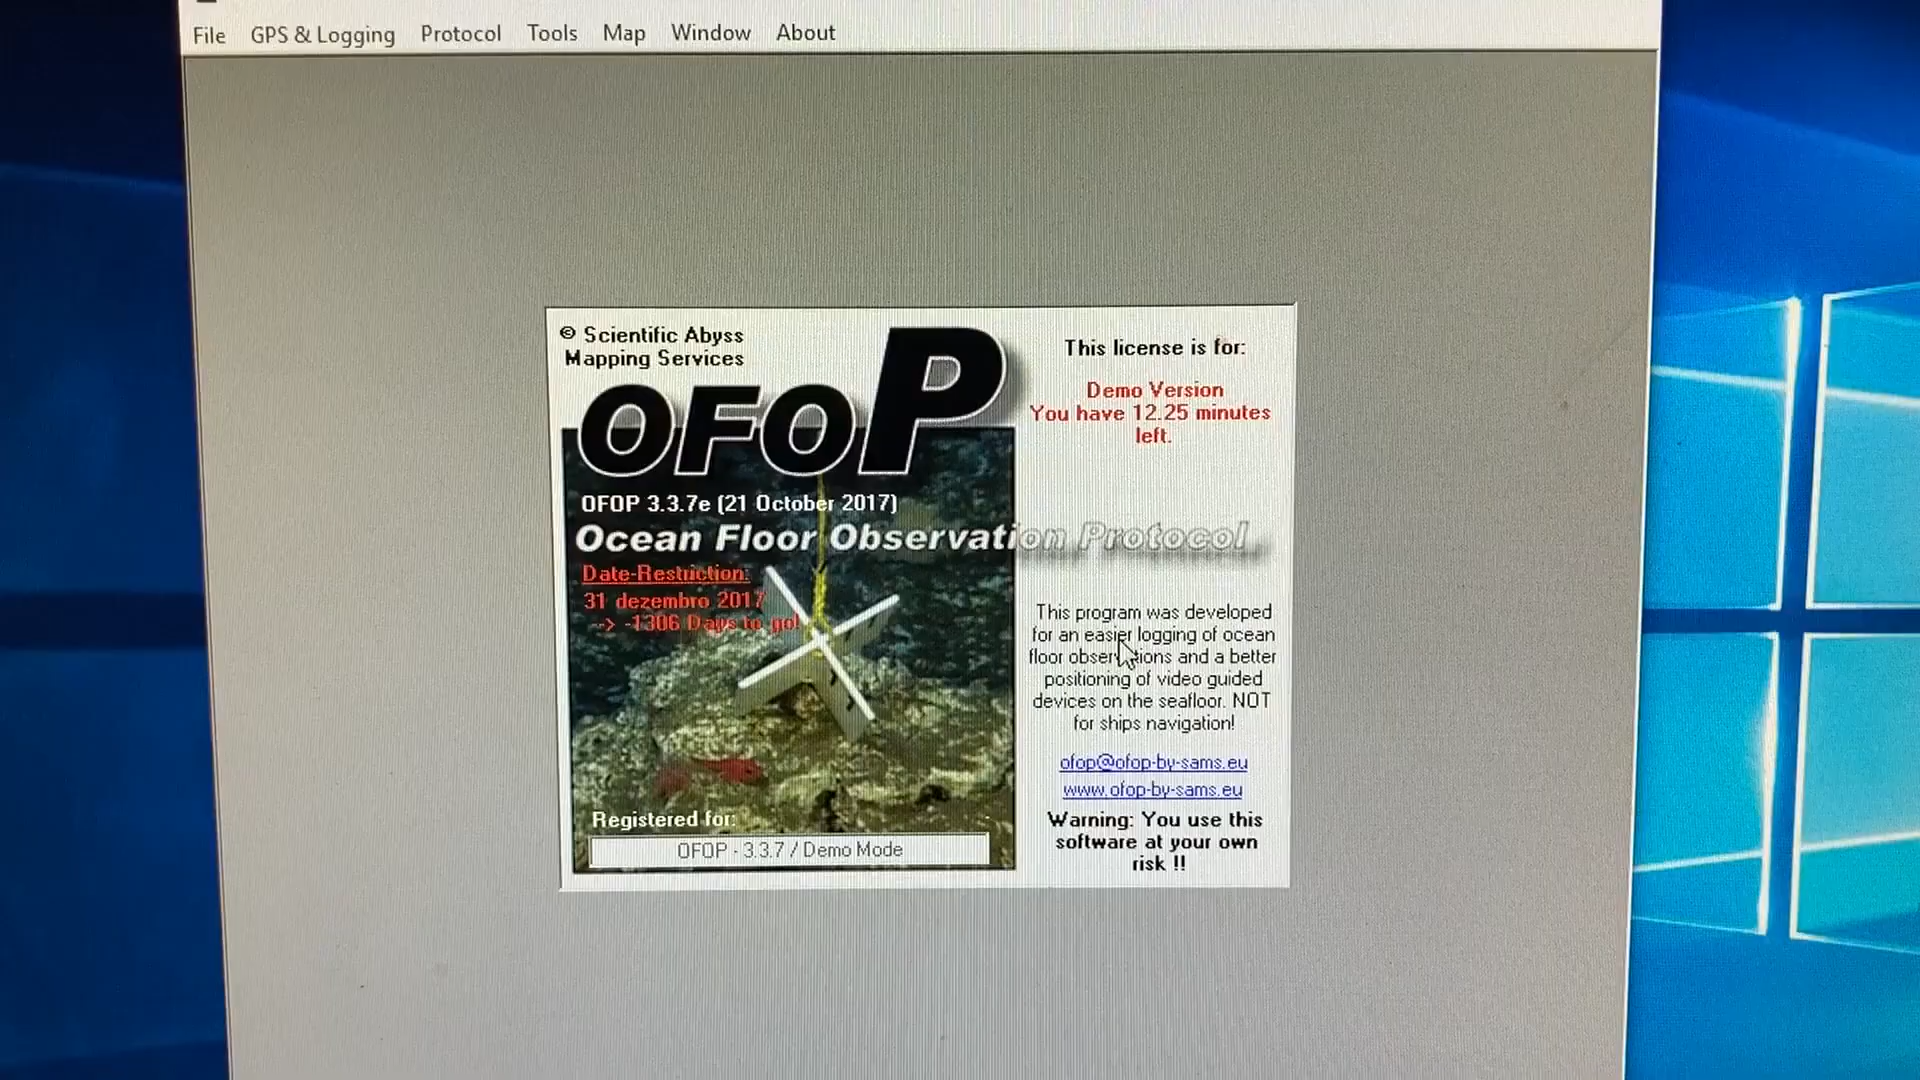 File GPS & Logging Protocol Tools Map Window About
© Scientific Abyss
Mapping Services
OFOP
OFOP 3.3.7e (21 October 2017)
Ocean Floor Observation Protocol
Date-Restriction:
31 dezembro 2017
--> -1306 Days to go!
Registered for:
OFOP - 3.3.7 / Demo Mode
This license is for:
Demo Version
You have 12.25 minutes
left.
This program was developed
for an easier logging of ocean
floor observations and a better
positioning of video guided
devices on the seafloor. NOT
for ships navigation!
ofop@ofop-by-sams.eu
www.ofop-by-sams.eu
Warning: You use this
software at your own
risk !!